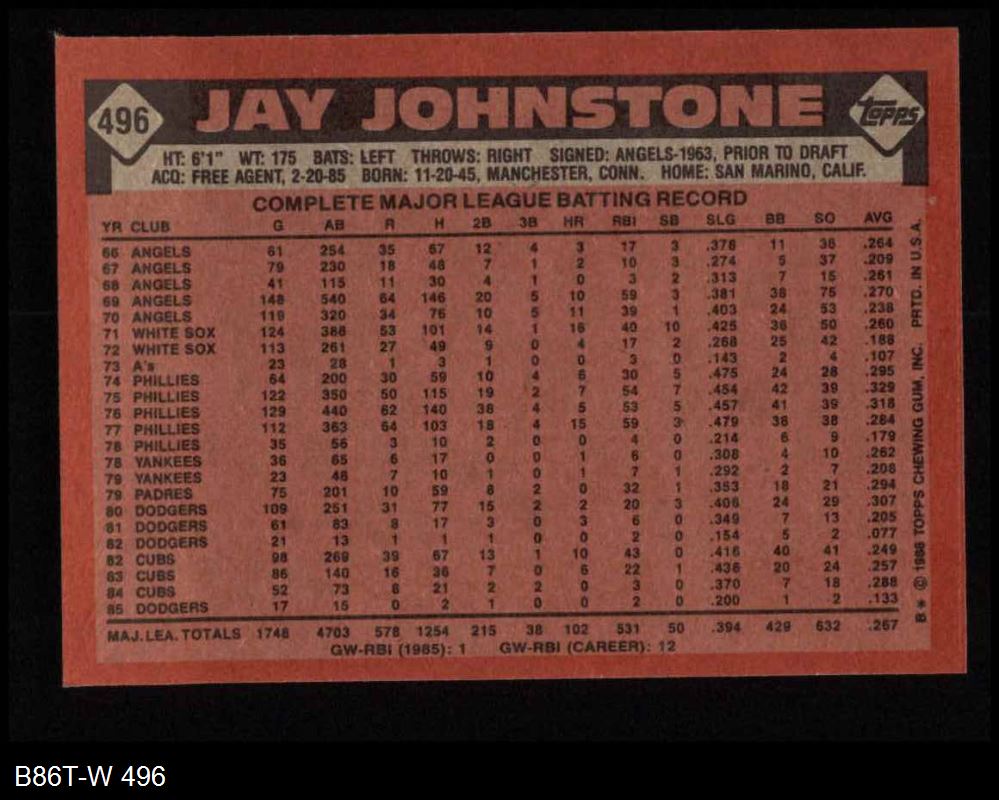 496 JAY JOHNSTONE TOPPS
HT: 6'1" WT: 175 BATS: LEFT THROWS: RIGHT SIGNED: ANGELS-1963, PRIOR TO DRAFT
ACQ: FREE AGENT, 2-20-85 BORN: 11-20-45, MANCHESTER, CONN. HOME: SAN MARINO, CALIF.
COMPLETE MAJOR LEAGUE BATTING RECORD
YR CLUB G AB R H 2B 3B HR RBI SB SLG BB SO AVG
66 ANGELS 61 254 35 67 12 4 3 17 3 .378 11 36 .264
67 ANGELS 79 230 18 48 7 1 2 10 3 .274 5 37 .209
68 ANGELS 41 115 11 30 4 1 0 3 2 .313 7 15 .261
69 ANGELS 148 540 64 146 20 5 10 59 3 .381 38 75 .270
70 ANGELS 119 320 34 76 10 5 11 39 1 .403 24 53 .238
71 WHITE SOX 124 388 53 101 14 1 16 40 10 .425 36 50 .260
72 WHITE SOX 113 261 27 49 9 0 4 17 2 .268 25 42 .188
73 A's 23 28 1 3 1 0 0 3 0 .143 2 4 .107
74 PHILLIES 64 200 30 59 10 4 6 30 5 .475 24 28 .295
75 PHILLIES 122 350 50 115 19 2 7 54 7 .454 42 39 .329
76 PHILLIES 129 440 62 140 38 4 5 53 5 .457 41 39 .318
77 PHILLIES 112 363 64 103 18 4 15 59 3 .479 38 38 .284
78 PHILLIES 35 56 3 10 2 0 0 4 0 .214 6 9 .179
78 YANKEES 36 65 6 17 0 0 1 6 0 .308 4 10 .262
79 YANKEES 23 48 7 10 1 0 1 7 1 .292 2 7 .208
79 PADRES 75 201 10 59 8 2 0 32 1 .353 18 21 .294
80 DODGERS 109 251 31 77 15 2 2 20 3 .406 24 29 .307
81 DODGERS 61 83 8 17 3 0 3 6 0 .349 7 13 .205
82 DODGERS 21 13 1 1 1 0 0 2 0 .154 5 2 .077
82 CUBS 98 269 39 67 13 1 10 43 0 .416 40 41 .249
83 CUBS 86 140 16 36 7 0 6 22 1 .436 20 24 .257
84 CUBS 52 73 8 21 2 2 0 3 0 .370 7 18 .288
85 DODGERS 17 15 0 2 1 0 0 2 0 .200 1 2 .133
MAJ. LEA. TOTALS 1748 4703 578 1254 215 38 102 531 50 .394 429 632 .267
GW-RBI (1985): 1 GW-RBI (CAREER): 12
B* © 1986 TOPPS CHEWING GUM, INC. PRTD. IN U.S.A.
B86T-W 496